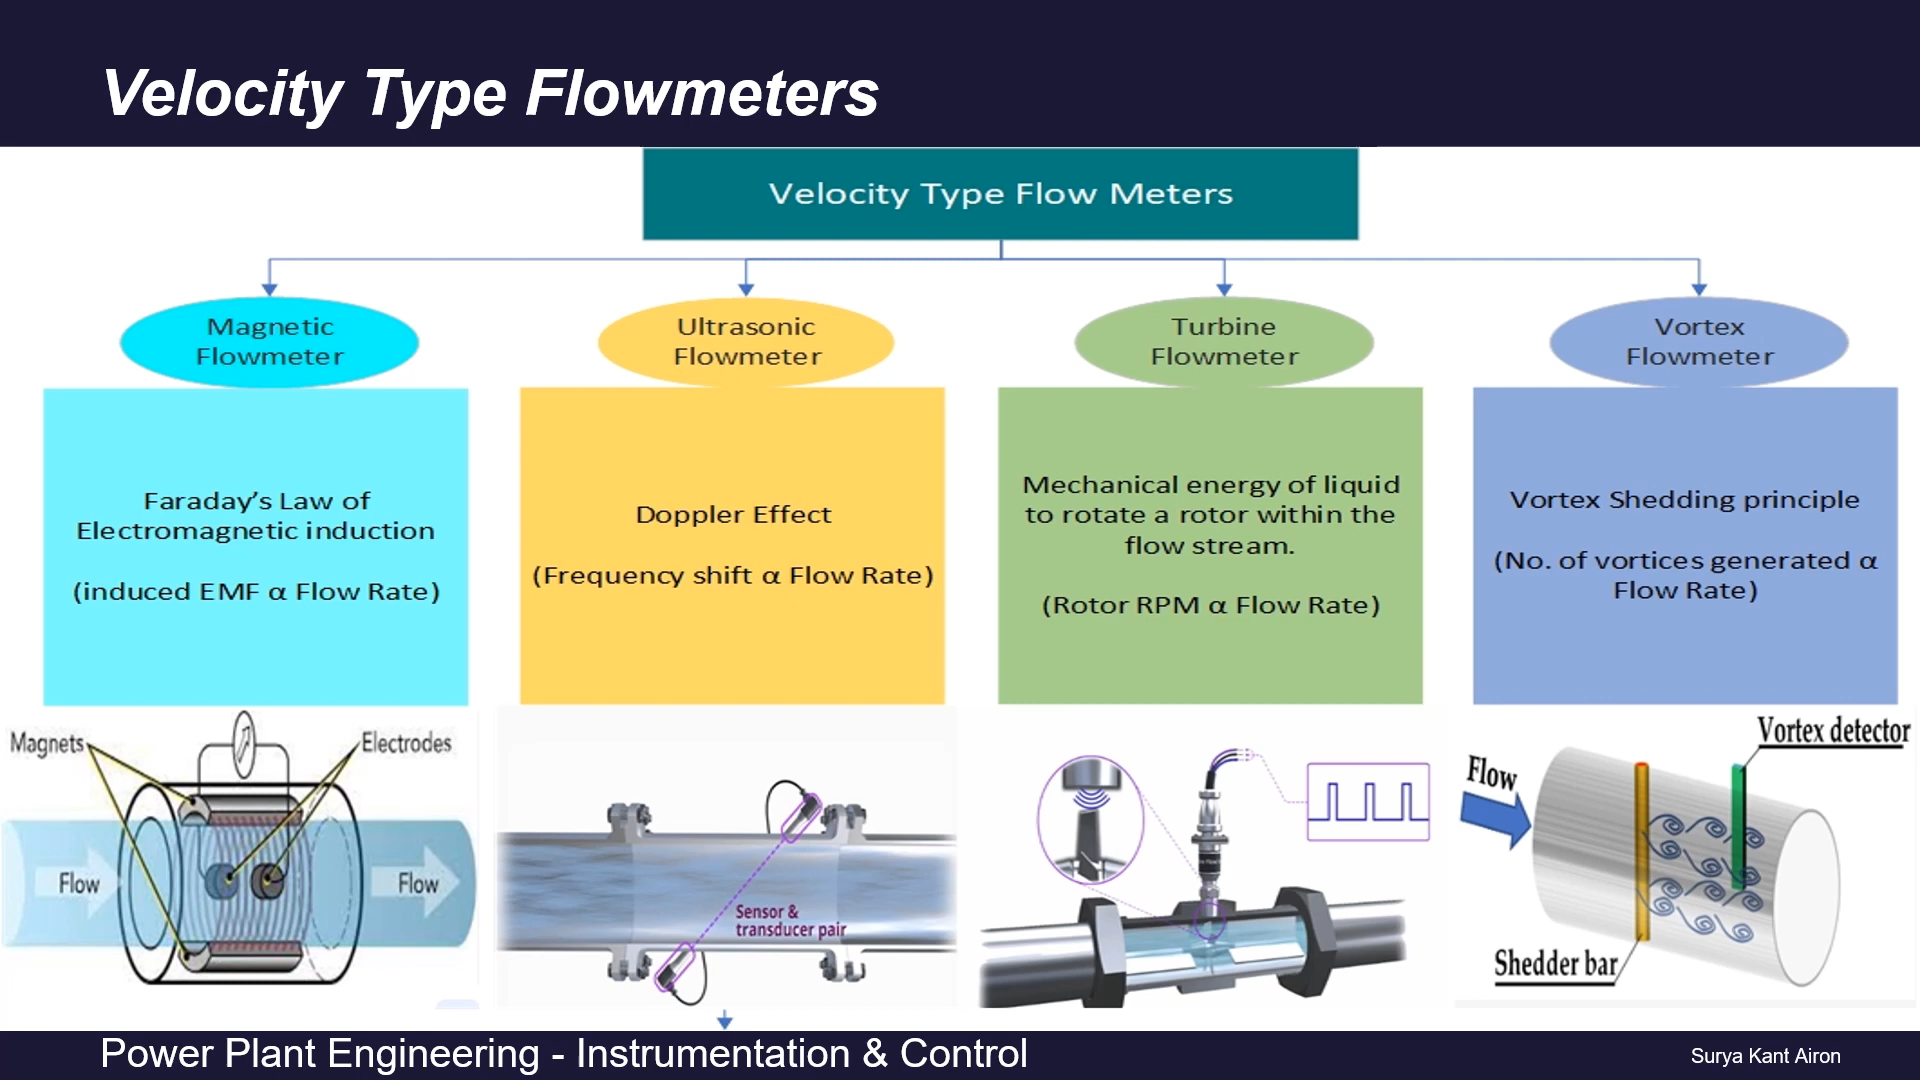 Velocity Type Flowmeters
Velocity Type Flow Meters
Magnetic
Flowmeter
Faraday’s Law of
Electromagnetic induction
(induced EMF α Flow Rate)
Ultrasonic
Flowmeter
Doppler Effect
(Frequency shift α Flow Rate)
Turbine
Flowmeter
Mechanical energy of liquid
to rotate a rotor within the
flow stream.
(Rotor RPM α Flow Rate)
Vortex
Flowmeter
Vortex Shedding principle
(No. of vortices generated α
Flow Rate)
Magnets
Electrodes
Flow
Flow
Sensor &
transducer pair
Vortex detector
Flow
Shedder bar
Power Plant Engineering - Instrumentation & Control
Surya Kant Airon